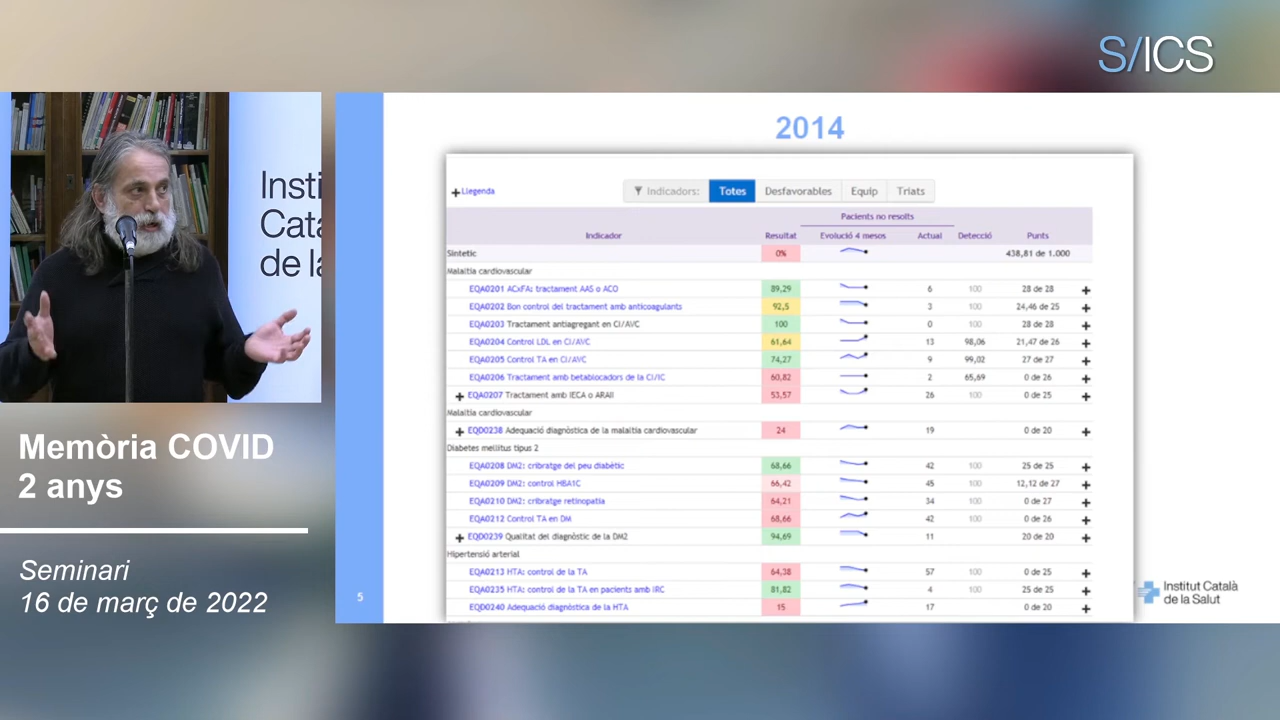 S/ICS
Insti
Cata
de la
Memòria COVID
2 anys
Seminari
16 de març de 2022
2014
Llegenda
Indicadors: Totes Desfavorables Equip Triats
Pacients no resolts
Indicador Resultat Evolució 4 mesos Actual Detecció Punts
Sintetic 0% 438,81 de 1.000
Malaltia cardiovascular
EQA0201 ACxFA: tractament AAS o ACO 89,29 6 100 28 de 28
EQA0202 Bon control del tractament amb anticoagulants 92,5 3 100 24,46 de 25
EQA0203 Tractament antiagregant en CI/AVC 100 0 100 28 de 28
EQA0204 Control LDL en CI/AVC 61,64 13 98,06 21,47 de 26
EQA0205 Control TA en CI/AVC 74,27 9 99,02 27 de 27
EQA0206 Tractament amb betablocadors de la CI/IC 60,82 2 65,69 0 de 26
EQA0207 Tractament amb IECA o ARAII 53,57 26 100 0 de 25
Malaltia cardiovascular
EQD0238 Adequació diagnòstica de la malaltia cardiovascular 24 19 0 de 20
Diabetes mellitus tipus 2
EQA0208 DM2: cribratge del peu diabètic 68,66 42 100 25 de 25
EQA0209 DM2: control HBA1C 66,42 45 100 12,12 de 27
EQA0210 DM2: cribratge retinopatia 64,21 34 100 0 de 27
EQA0212 Control TA en DM 68,66 42 100 0 de 26
EQD0239 Qualitat del diagnòstic de la DM2 94,69 11 20 de 20
Hipertensió arterial
EQA0213 HTA: control de la TA 64,38 57 100 0 de 25
EQA0235 HTA: control de la TA en pacients amb IRC 81,82 4 100 25 de 25
EQD0240 Adequació diagnòstica de la HTA 15 17 0 de 20
5
Institut Català
de la Salut